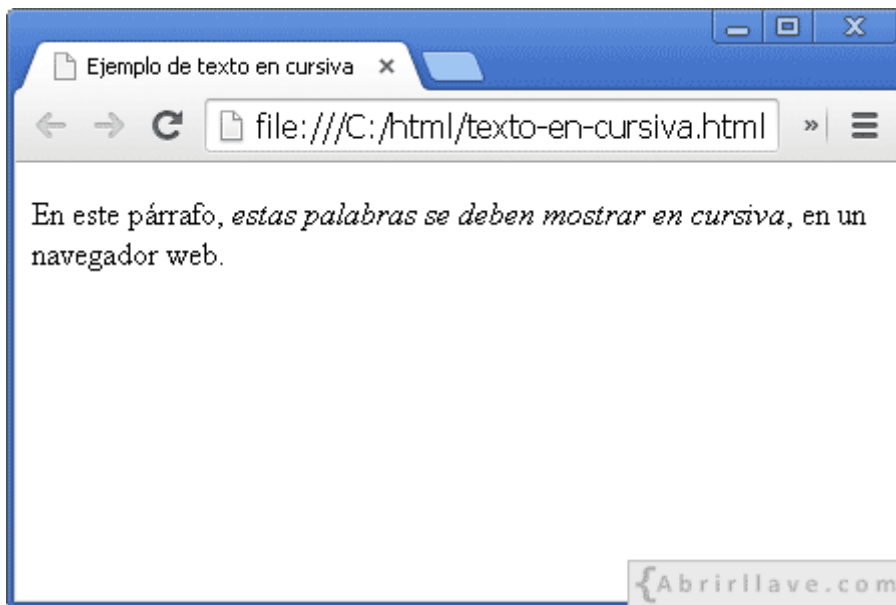 Ejemplo de texto en cursiva
file:///C:/html/texto-en-cursiva.html
En este párrafo, estas palabras se deben mostrar en cursiva, en un
navegador web.
{Abrirllave.com